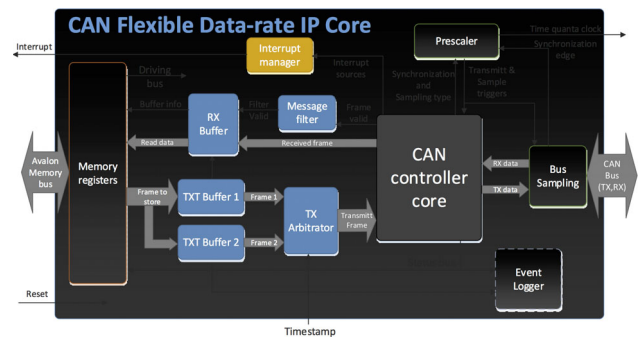 CAN Flexible Data-rate IP Core
Interrupt
Interrupt
manager
Prescaler
Time quanta clock
Synchronization
edge
Driving
bus
Interrupt
sources
Synchronization
and
Sampling type
Transmitt &
Sample
triggers
Buffer info
RX
Buffer
Filter
Valid
Message
filter
Frame
valid
Read data
Received frame
Avalon
Memory
bus
Memory
registers
CAN
controller
core
RX data
TX data
Bus
Sampling
CAN
Bus
(TX,RX)
Frame to
store
TXT Buffer 1
Frame 1
TX
Arbitrator
Transmitt
Frame
TXT Buffer 2
Frame 2
Event
Logger
Reset
Timestamp